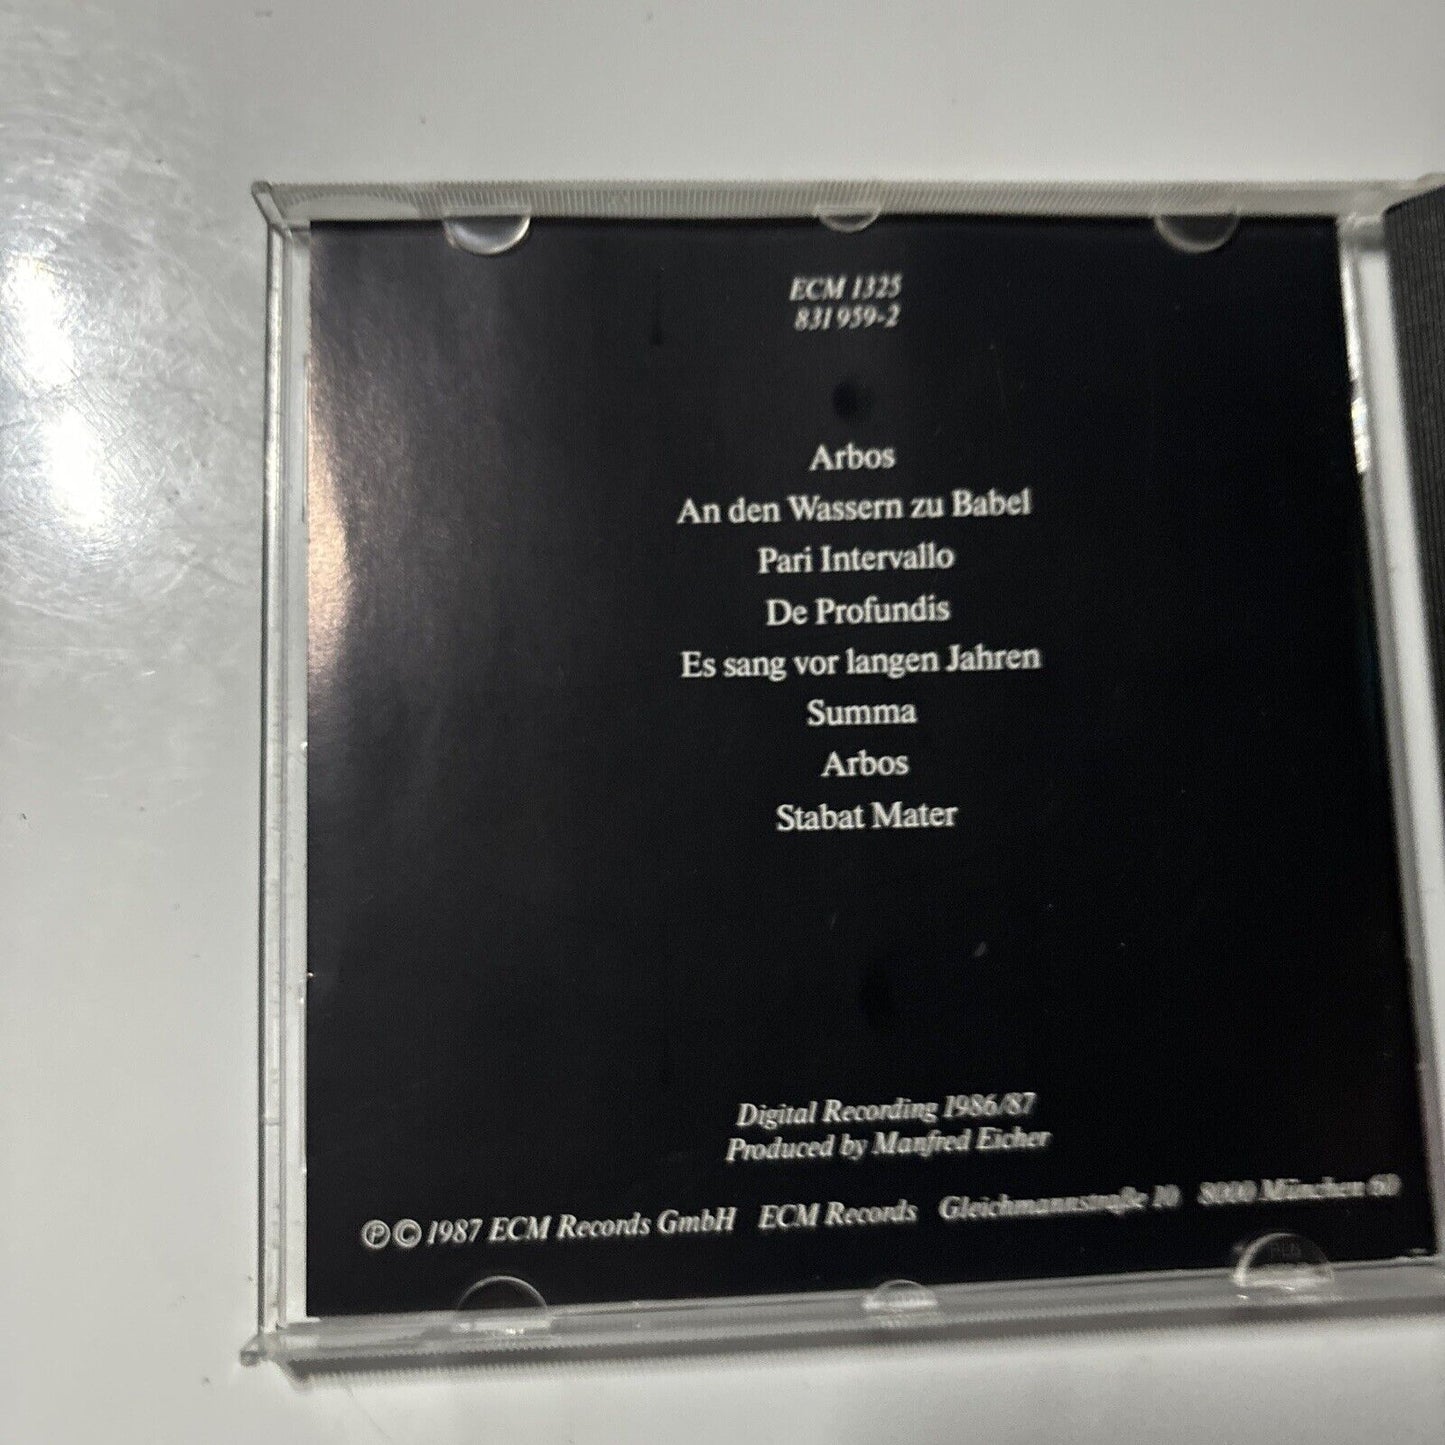 ECM 1325
831 959-2
Arbos
An den Wassern zu Babel
Pari Intervallo
De Profundis
Es sang vor langen Jahren
Summa
Arbos
Stabat Mater
Digital Recording 1986/87
Produced by Manfred Eicher
℗ © 1987 ECM Records GmbH ECM Records Gleichmannstraße 10 8000 München 60